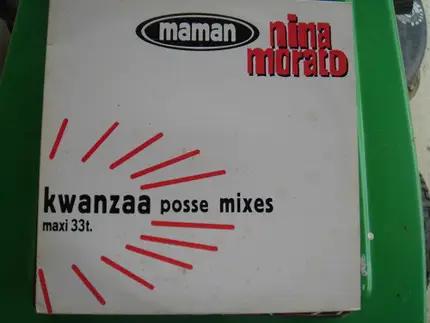 maman
nina
morato
kwanzaa posse mixes
maxi 33t.